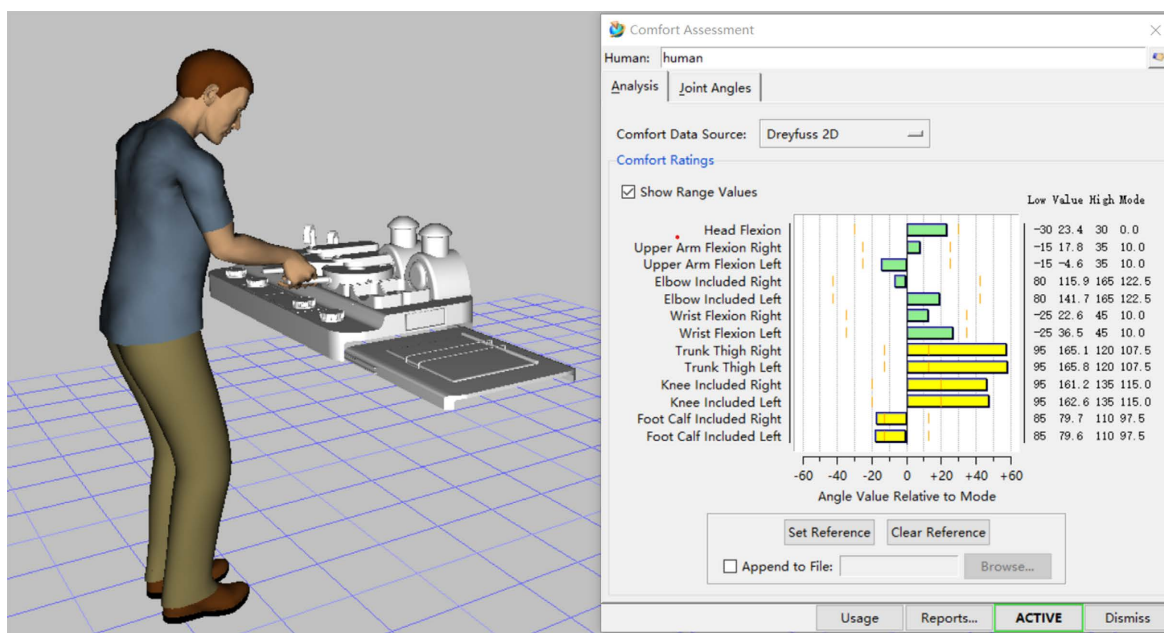 Comfort Assessment
Human: human
Analysis Joint Angles
Comfort Data Source: Dreyfuss 2D
Comfort Ratings
Show Range Values
Low Value High Mode
Head Flexion -30 23.4 30 0.0
Upper Arm Flexion Right -15 17.8 35 10.0
Upper Arm Flexion Left -15 -4.6 35 10.0
Elbow Included Right 80 115.9 165 122.5
Elbow Included Left 80 141.7 165 122.5
Wrist Flexion Right -25 22.6 45 10.0
Wrist Flexion Left -25 36.5 45 10.0
Trunk Thigh Right 95 165.1 120 107.5
Trunk Thigh Left 95 165.8 120 107.5
Knee Included Right 95 161.2 135 115.0
Knee Included Left 95 162.6 135 115.0
Foot Calf Included Right 85 79.7 110 97.5
Foot Calf Included Left 85 79.6 110 97.5
-60 -40 -20 0 +20 +40 +60
Angle Value Relative to Mode
Set Reference Clear Reference
Append to File: Browse...
Usage Reports... ACTIVE Dismiss